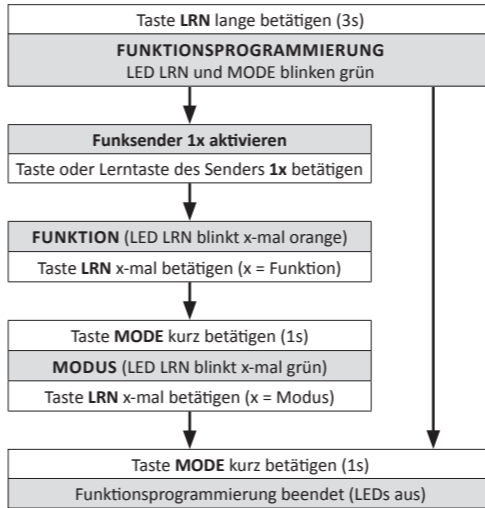 Taste LRN lange betätigen (3s)
FUNKTIONSPROGRAMMIERUNG
LED LRN und MODE blinken grün
Funksender 1x aktivieren
Taste oder Lerntaste des Senders 1x betätigen
FUNKTION (LED LRN blinkt x-mal orange)
Taste LRN x-mal betätigen (x = Funktion)
Taste MODE kurz betätigen (1s)
MODUS (LED LRN blinkt x-mal grün)
Taste LRN x-mal betätigen (x = Modus)
Taste MODE kurz betätigen (1s)
Funktionsprogrammierung beendet (LEDs aus)